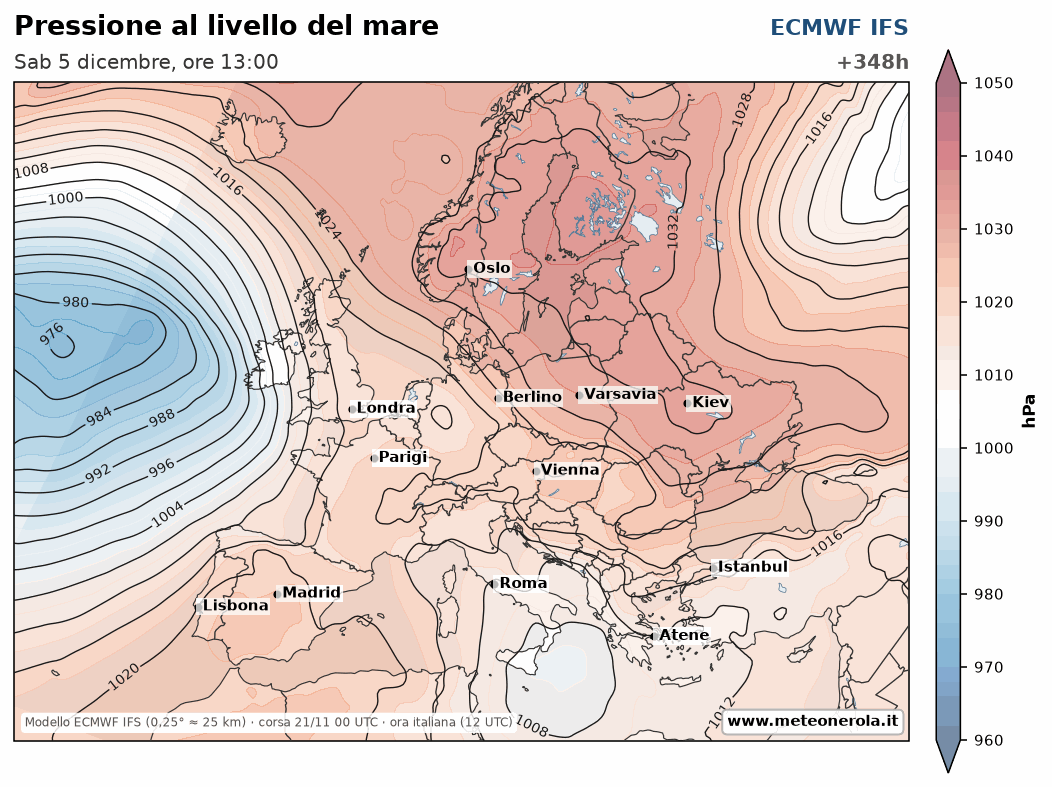 Pressione al livello del mare
ECMWF IFS
Sab 5 dicembre, ore 13:00
+348h
1008
1000
1016
1024
1028
1016
1032
980
976
984
988
992
996
1004
1016
1020
1012
1008
Oslo
Berlino
Varsavia
Kiev
Londra
Parigi
Vienna
Istanbul
Roma
Madrid
Lisbona
Atene
Modello ECMWF IFS (0,25° ≈ 25 km) · corsa 21/11 00 UTC · ora italiana (12 UTC)
www.meteonerola.it
1050
1040
1030
1020
1010
1000
990
980
970
960
hPa